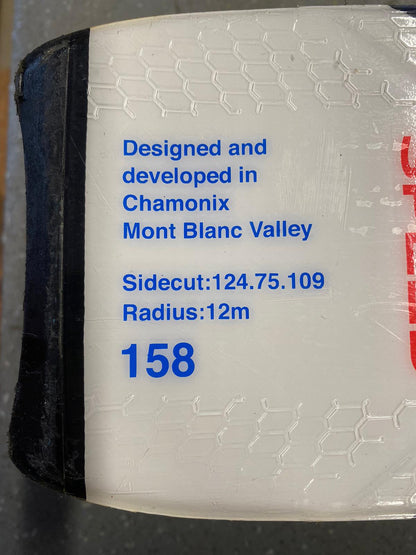 Designed and
developed in
Chamonix
Mont Blanc Valley
Sidecut:124.75.109
Radius:12m
158